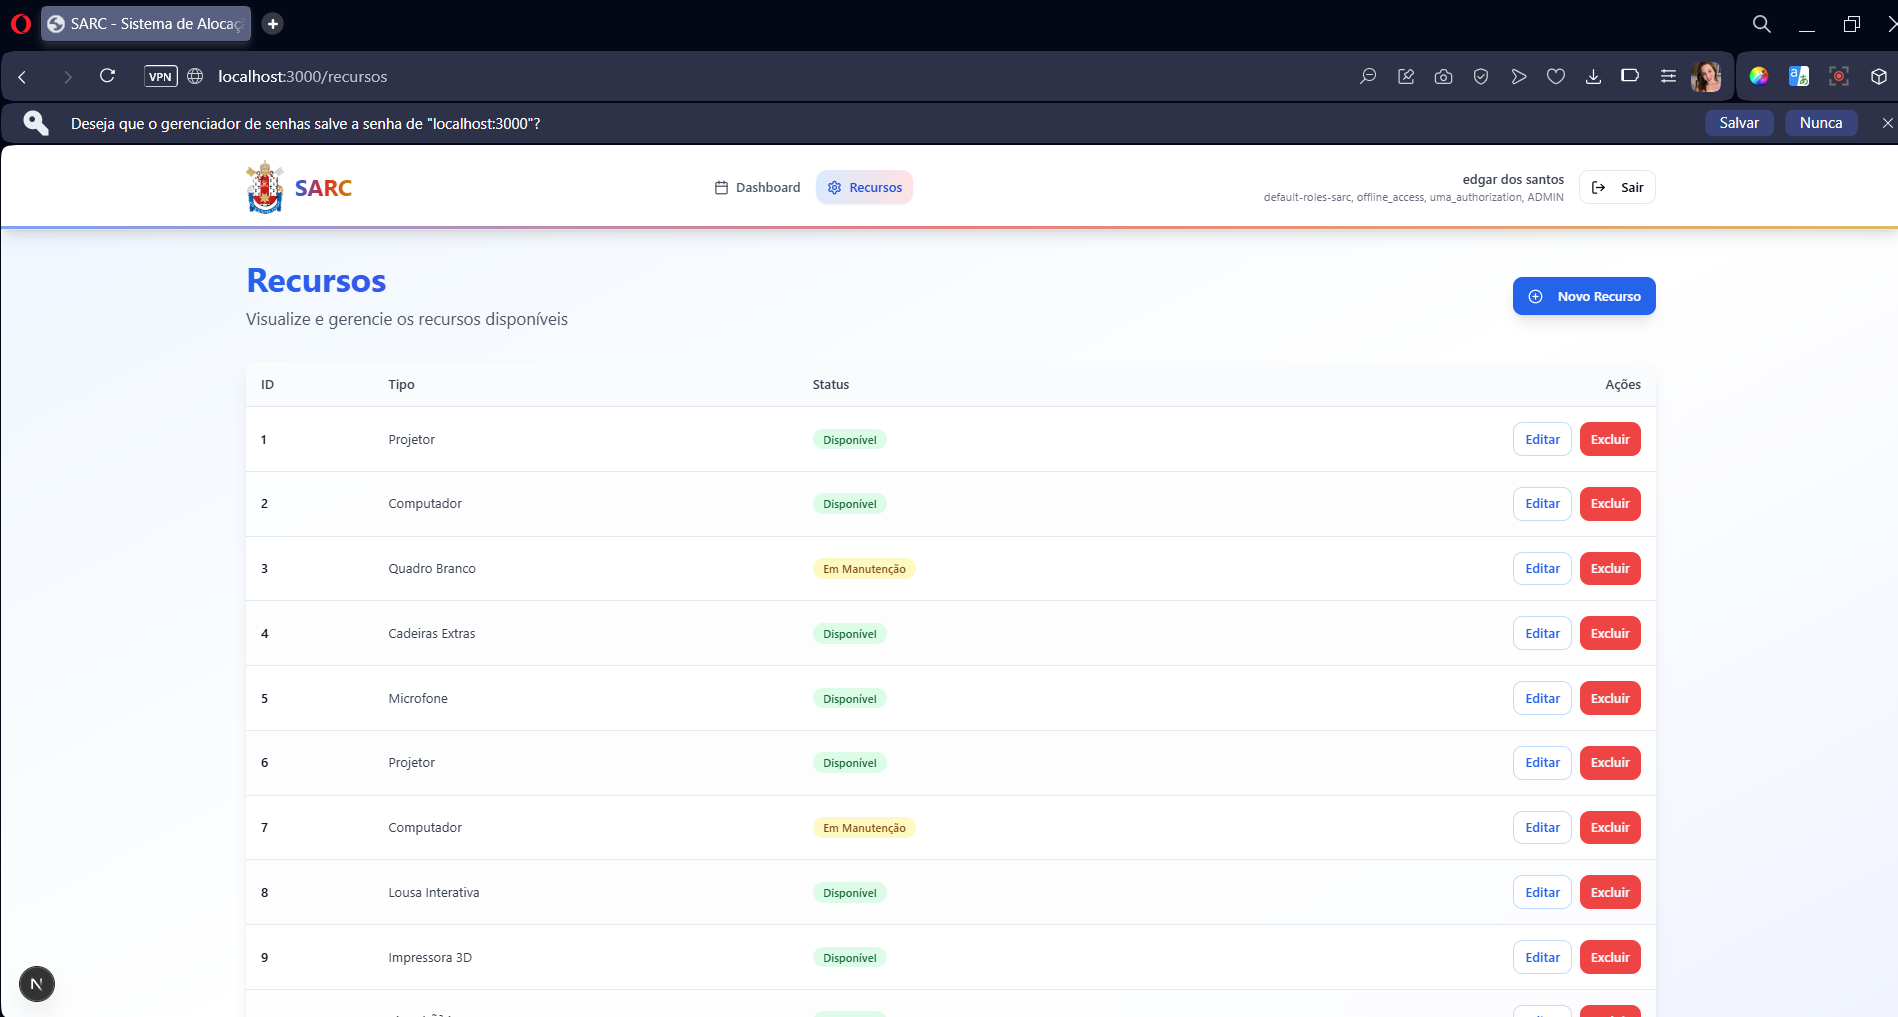 SARC - Sistema de Alocaç
VPN
localhost:3000/recursos
Deseja que o gerenciador de senhas salve a senha de "localhost:3000"?
Salvar
Nunca
SARC
Dashboard
Recursos
edgar dos santos
default-roles-sarc, offline_access, uma_authorization, ADMIN
Sair
Recursos
Visualize e gerencie os recursos disponíveis
Novo Recurso
ID Tipo Status Ações
1 Projetor Disponível Editar Excluir
2 Computador Disponível Editar Excluir
3 Quadro Branco Em Manutenção Editar Excluir
4 Cadeiras Extras Disponível Editar Excluir
5 Microfone Disponível Editar Excluir
6 Projetor Disponível Editar Excluir
7 Computador Em Manutenção Editar Excluir
8 Lousa Interativa Disponível Editar Excluir
9 Impressora 3D Disponível Editar Excluir
N